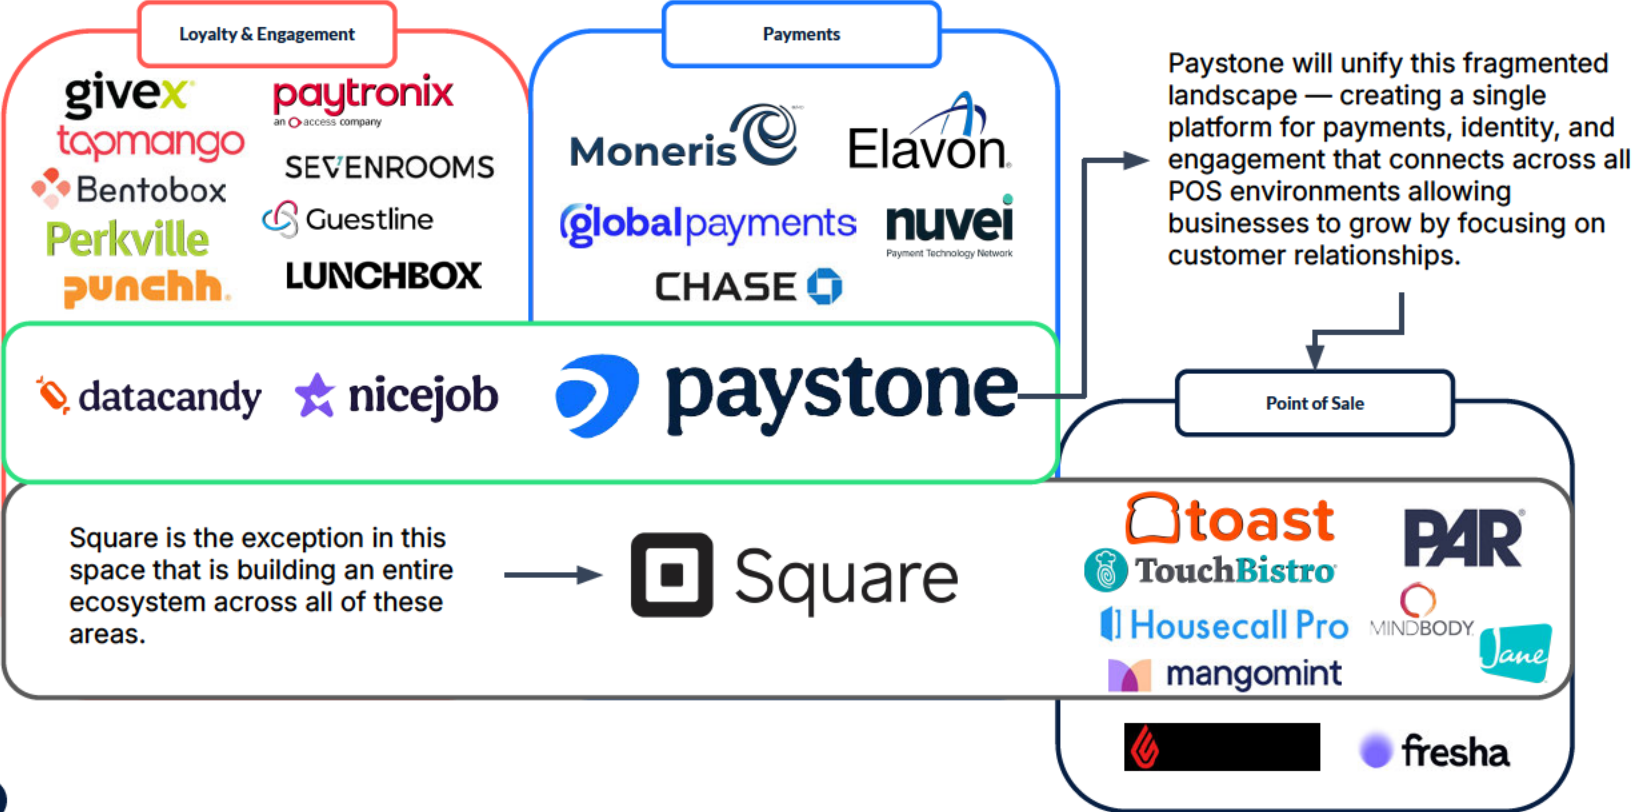 Loyalty & Engagement
givex
paytronix
an access company
tapmango
SEVENROOMS
Bentobox
Guestline
Perkville
LUNCHBOX
punchh.
Payments
Moneris
Elavon
globalpayments
nuvei
Payment Technology Network
CHASE
Paystone will unify this fragmented
landscape — creating a single
platform for payments, identity, and
engagement that connects across all
POS environments allowing
businesses to grow by focusing on
customer relationships.
datacandy
nicejob
paystone
Point of Sale
Square is the exception in this
space that is building an entire
ecosystem across all of these
areas.
Square
toast
PAR
TouchBistro
Housecall Pro
MINDBODY
Jane
mangomint
fresha